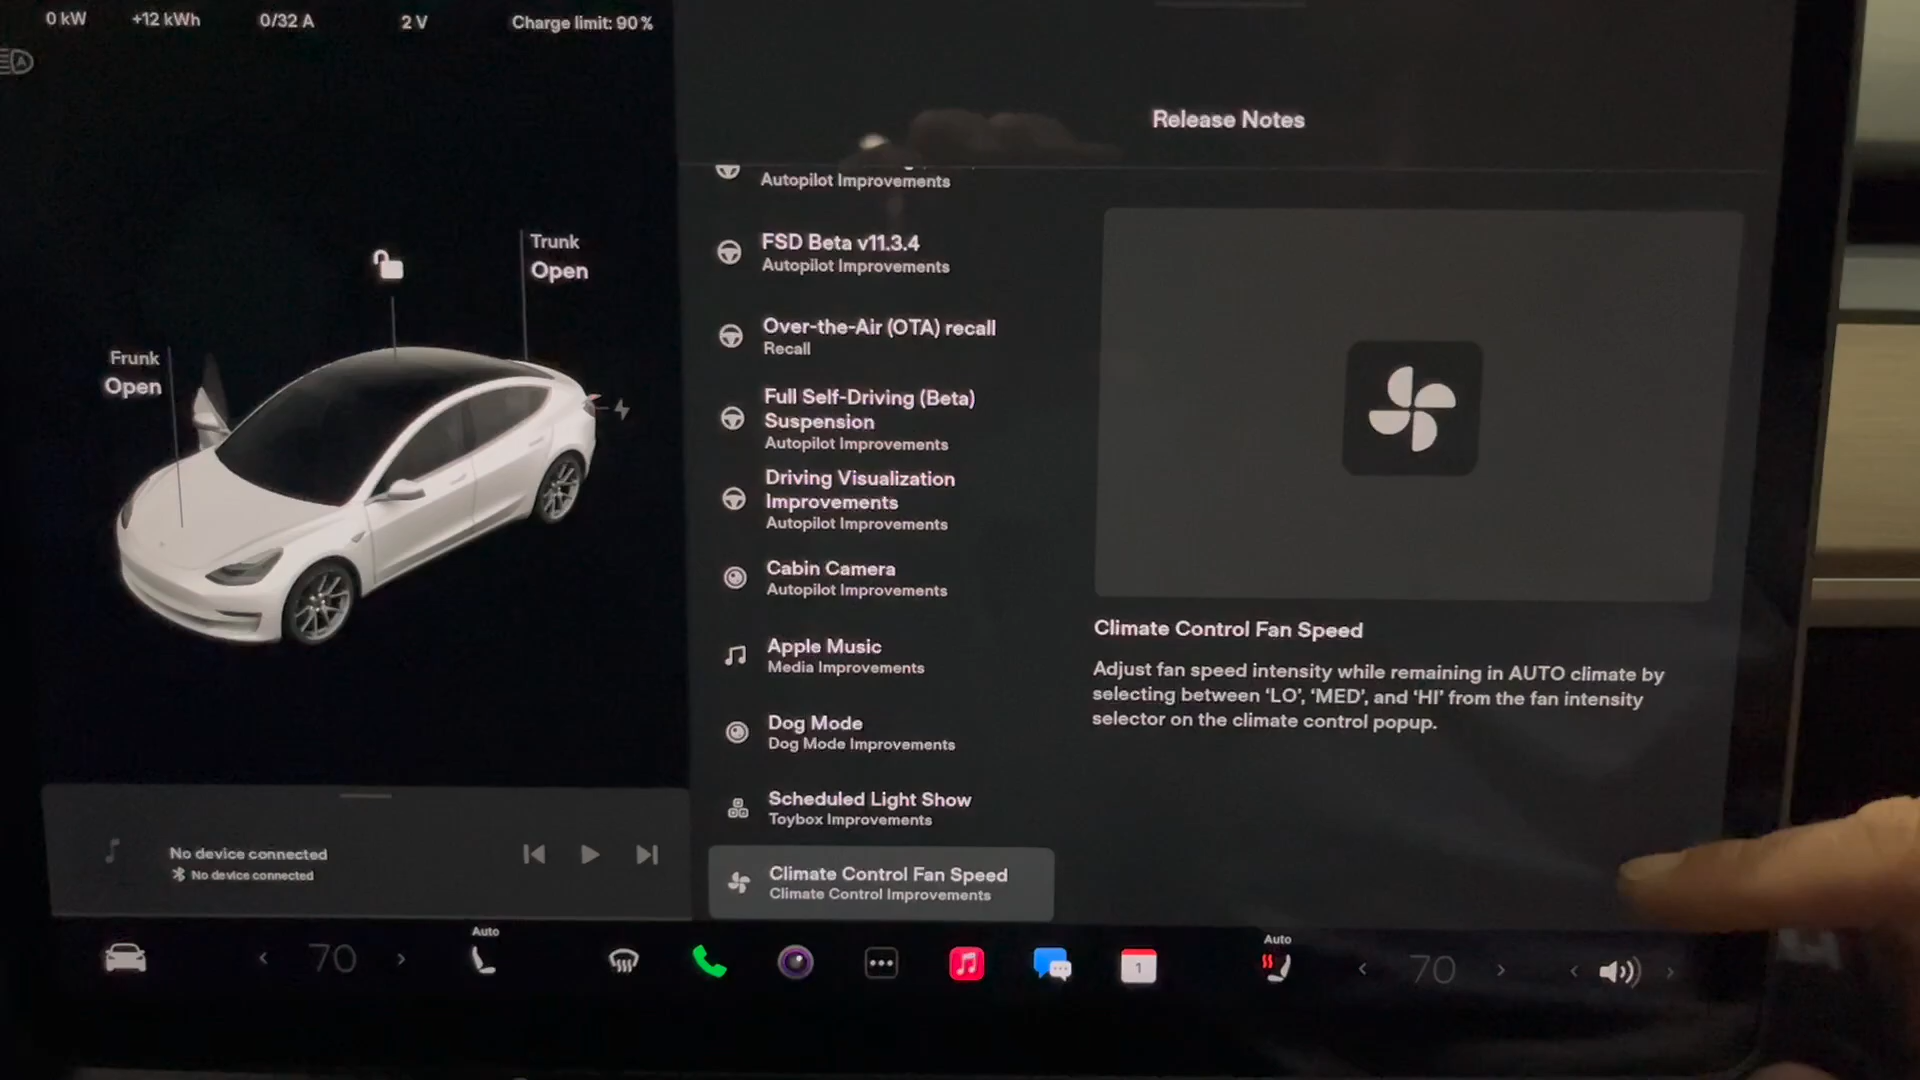 0 kW +12 kWh 0/32 A 2 V Charge limit: 90 %
Trunk
Open
Frunk
Open
No device connected
No device connected
Release Notes
Autopilot Improvements
FSD Beta v11.3.4
Autopilot Improvements
Over-the-Air (OTA) recall
Recall
Full Self-Driving (Beta)
Suspension
Autopilot Improvements
Driving Visualization
Improvements
Autopilot Improvements
Cabin Camera
Autopilot Improvements
Apple Music
Media Improvements
Dog Mode
Dog Mode Improvements
Scheduled Light Show
Toybox Improvements
Climate Control Fan Speed
Climate Control Improvements
Climate Control Fan Speed
Adjust fan speed intensity while remaining in AUTO climate by
selecting between ‘LO’, ‘MED’, and ‘HI’ from the fan intensity
selector on the climate control popup.
70
Auto
1
Auto
70